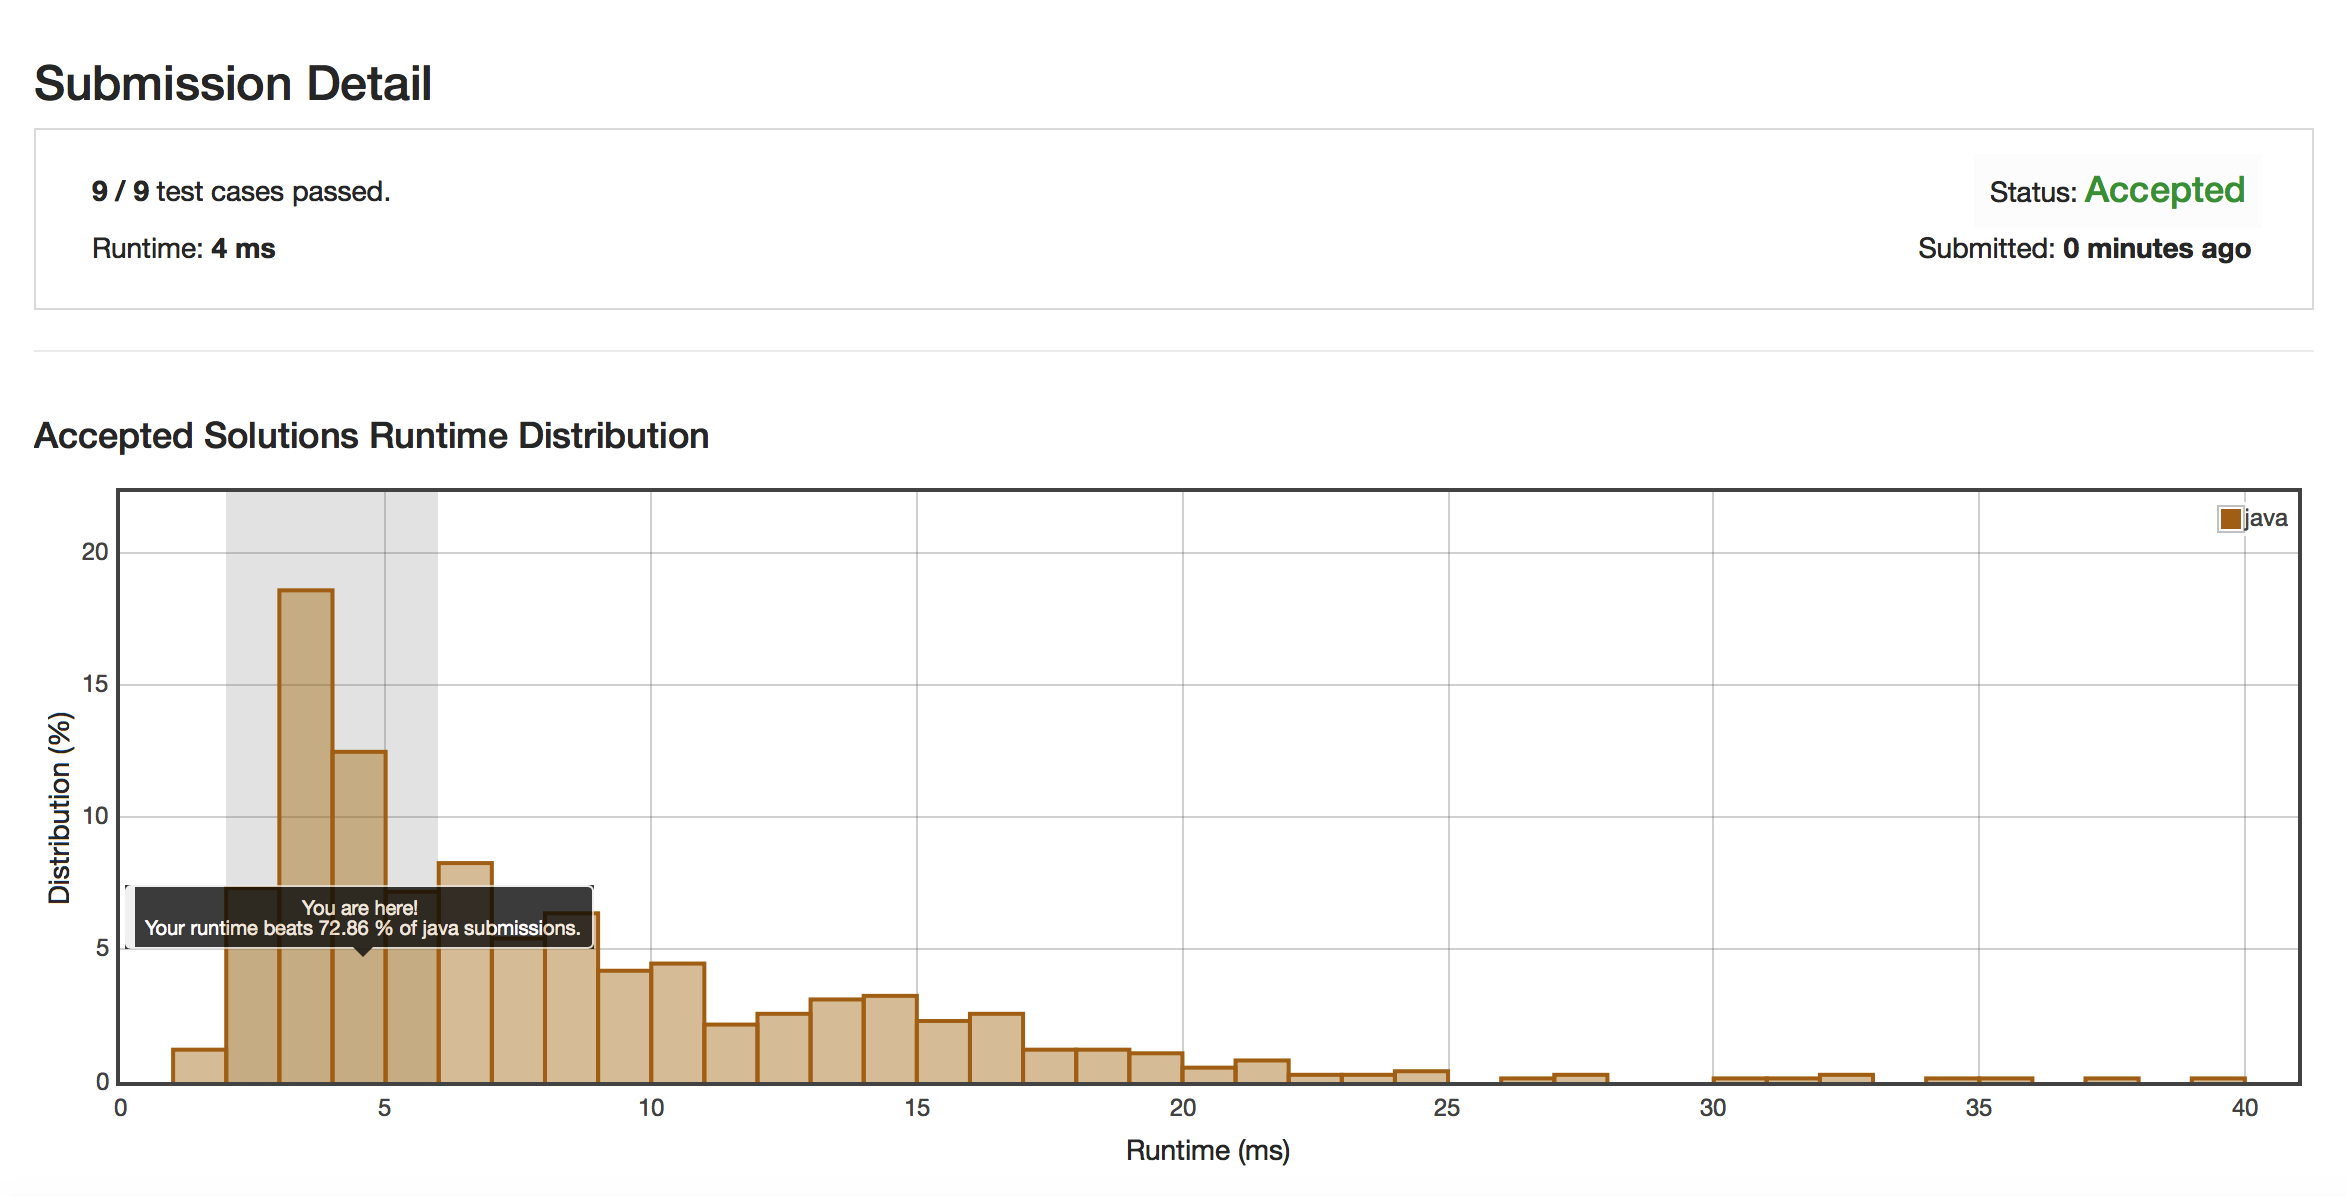 Submission Detail
9 / 9 test cases passed.
Status: Accepted
Runtime: 4 ms
Submitted: 0 minutes ago
Accepted Solutions Runtime Distribution
java
20
15
10
5
0
Distribution (%)
You are here!
Your runtime beats 72.86 % of java submissions.
0 5 10 15 20 25 30 35 40
Runtime (ms)